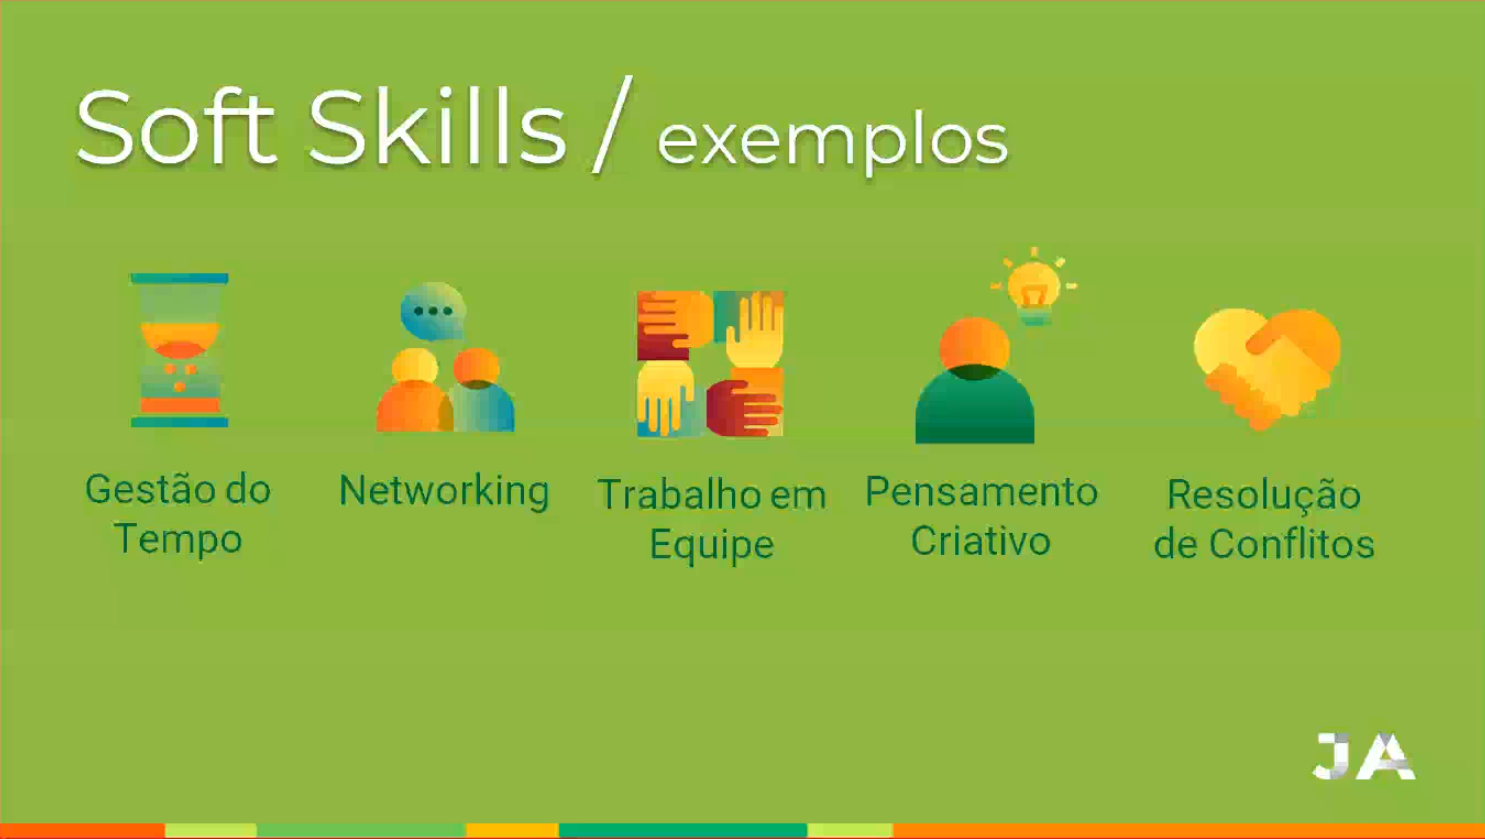 Soft Skills / exemplos
Gestão do
Tempo
Networking
Trabalho em
Equipe
Pensamento
Criativo
Resolução
de Conflitos
JA